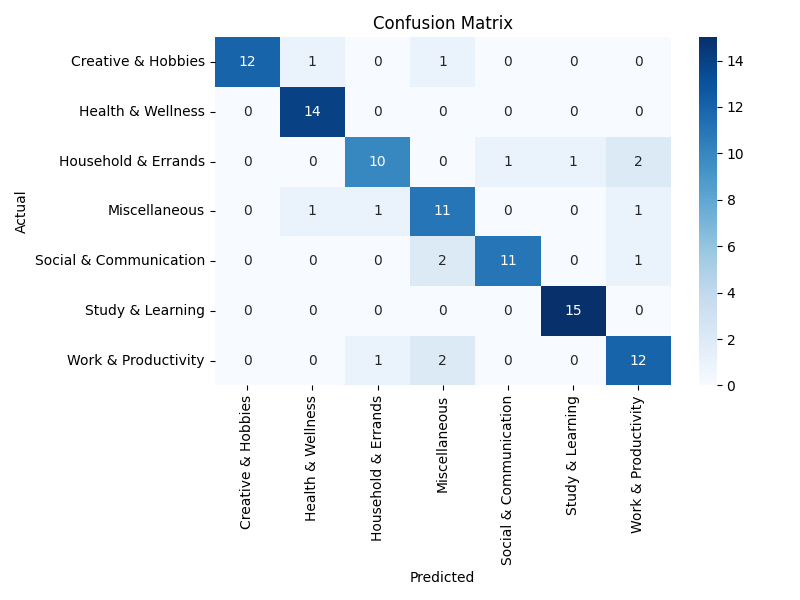 Confusion Matrix
Actual
Creative & Hobbies 12 1 0 1 0 0 0
Health & Wellness 0 14 0 0 0 0 0
Household & Errands 0 0 10 0 1 1 2
Miscellaneous 0 1 1 11 0 0 1
Social & Communication 0 0 0 2 11 0 1
Study & Learning 0 0 0 0 0 15 0
Work & Productivity 0 0 1 2 0 0 12
Creative & Hobbies
Health & Wellness
Household & Errands
Miscellaneous
Social & Communication
Study & Learning
Work & Productivity
Predicted
14
12
10
8
6
4
2
0